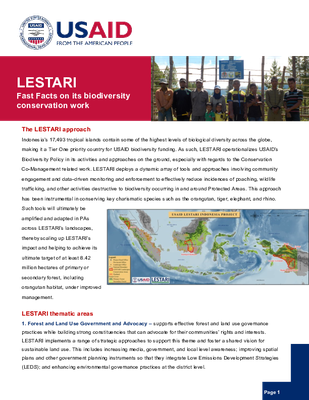 USAID
FROM THE AMERICAN PEOPLE
LESTARI
Fast Facts on its biodiversity
conservation work
The LESTARI approach
Indonesia's 17,493 tropical islands contain some of the highest levels of biological diversity across the globe,
making it a Tier One priority country for USAID biodiversity funding. As such, LESTARI operationalizes USAID's
Biodiversity Policy in its activities and approaches on the ground, especially with regards to the Conservation
Co-Management related work. LESTARI deploys a dynamic array of tools and approaches involving community
engagement and data-driven monitoring and enforcement to effectively reduce incidences of poaching, wildlife
trafficking, and other activities destructive to biodiversity occurring in and around Protected Areas. This approach
has been instrumental in conserving key charismatic species such as the orangutan, tiger, elephant, and rhino.
Such tools will ultimately be
amplified and adapted in PAs
across LESTARI's landscapes,
thereby scaling up LESTARI's
impact and helping to achieve its
ultimate target of at least 8.42
million hectares of primary or
secondary forest, including
orangutan habitat, under improved
management.
USAID LESTARI INDONESIA PROJECT
USAID LESTARI
LESTARI thematic areas
1. Forest and Land Use Governance and Advocacy – supports effective forest and land use governance
practices while building strong constituencies that can advocate for their communities' rights and interests.
LESTARI implements a range of strategic approaches to support this theme and foster a shared vision for
sustainable land use. This includes increasing media, government, and local level awareness; improving spatial
plans and other government planning instruments so that they integrate Low Emissions Development Strategies
(LEDS); and enhancing environmental governance practices at the district level.
Page 1